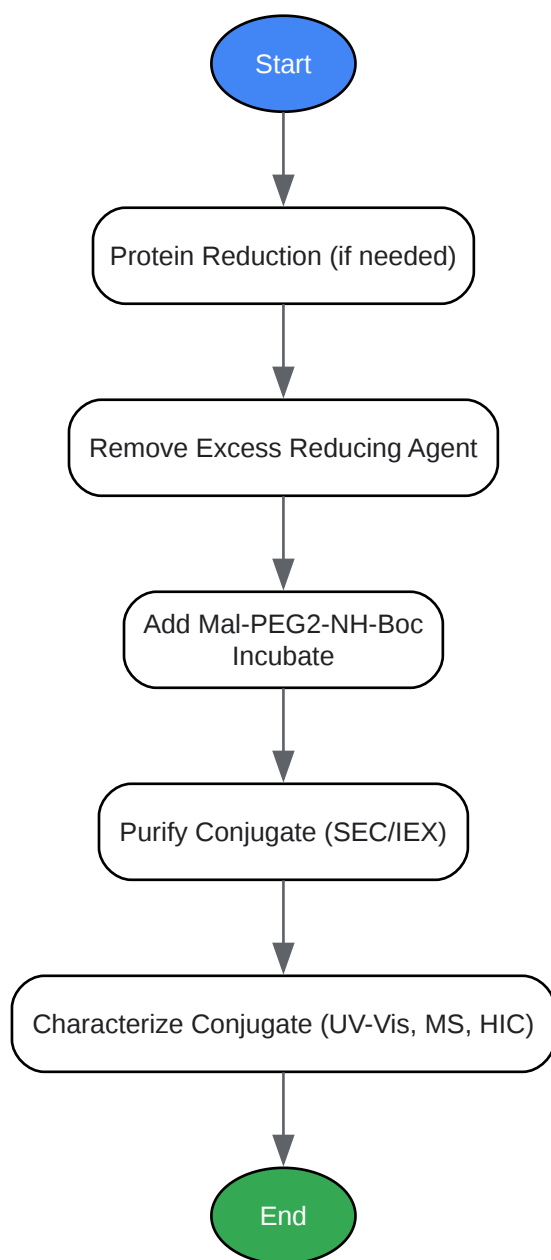 Start
Protein Reduction (if needed)
Remove Excess Reducing Agent
Add Mal-PEG2-NH-Boc
Incubate
Purify Conjugate (SEC/IEX)
Characterize Conjugate (UV-Vis, MS, HIC)
End